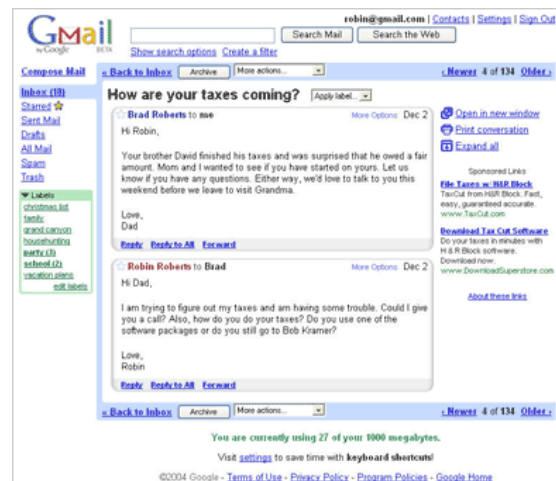 robin@gmail.com | Contacts | Settings | Sign Out
Gmail
by Google BETA
Search Mail Search the Web
Show search options Create a filter
Compose Mail
Inbox (18)
Starred
Sent Mail
Drafts
All Mail
Spam
Trash
Labels
christmas list
family
grand canyon
househunting
party (3)
school (2)
vacation plans
edit labels
« Back to Inbox Archive More actions... ‹ Newer 4 of 134 Older ›
How are your taxes coming? Apply label...
Brad Roberts to me More Options Dec 2
Hi Robin,
Your brother David finished his taxes and was surprised that he owed a fair
amount. Mom and I wanted to see if you have started on yours. Let us
know if you have any questions. Either way, we'd love to talk to you this
weekend before we leave to visit Grandma.
Love,
Dad
Reply Reply to All Forward
Robin Roberts to Brad More Options Dec 2
Hi Dad,
I am trying to figure out my taxes and am having some trouble. Could I give
you a call? Also, how do you do your taxes? Do you use one of the
software packages or do you still go to Bob Kramer?
Love,
Robin
Reply Reply to All Forward
Open in new window
Print conversation
Expand all
Sponsored Links
File Taxes w/ H&R Block
TaxCut from H&R Block. Fast,
easy, guaranteed accurate.
www.TaxCut.com
Download Tax Cut Software
Do your taxes in minutes with
H & R Block software.
Download now.
www.DownloadSuperstore.com
About these links
« Back to Inbox Archive More actions... ‹ Newer 4 of 134 Older ›
You are currently using 27 of your 1000 megabytes.
Visit settings to save time with keyboard shortcuts!
©2004 Google - Terms of Use - Privacy Policy - Program Policies - Google Home